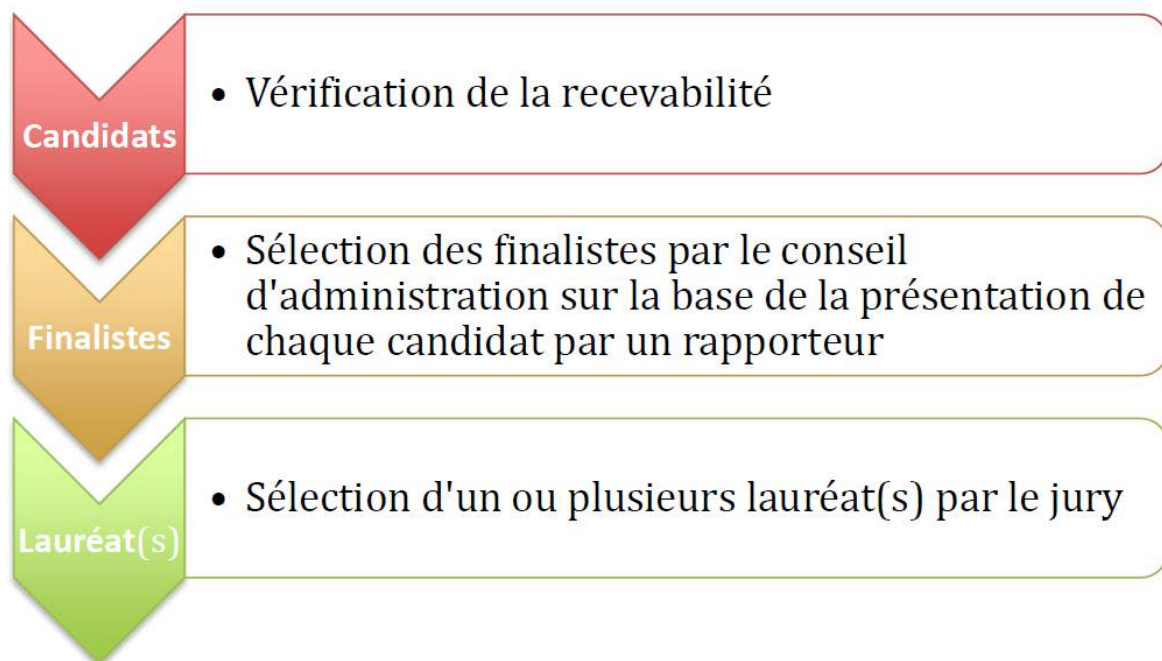 Candidats
• Vérification de la recevabilité
Finalistes
• Sélection des finalistes par le conseil
d'administration sur la base de la présentation de
chaque candidat par un rapporteur
Lauréat(s)
• Sélection d'un ou plusieurs lauréat(s) par le jury